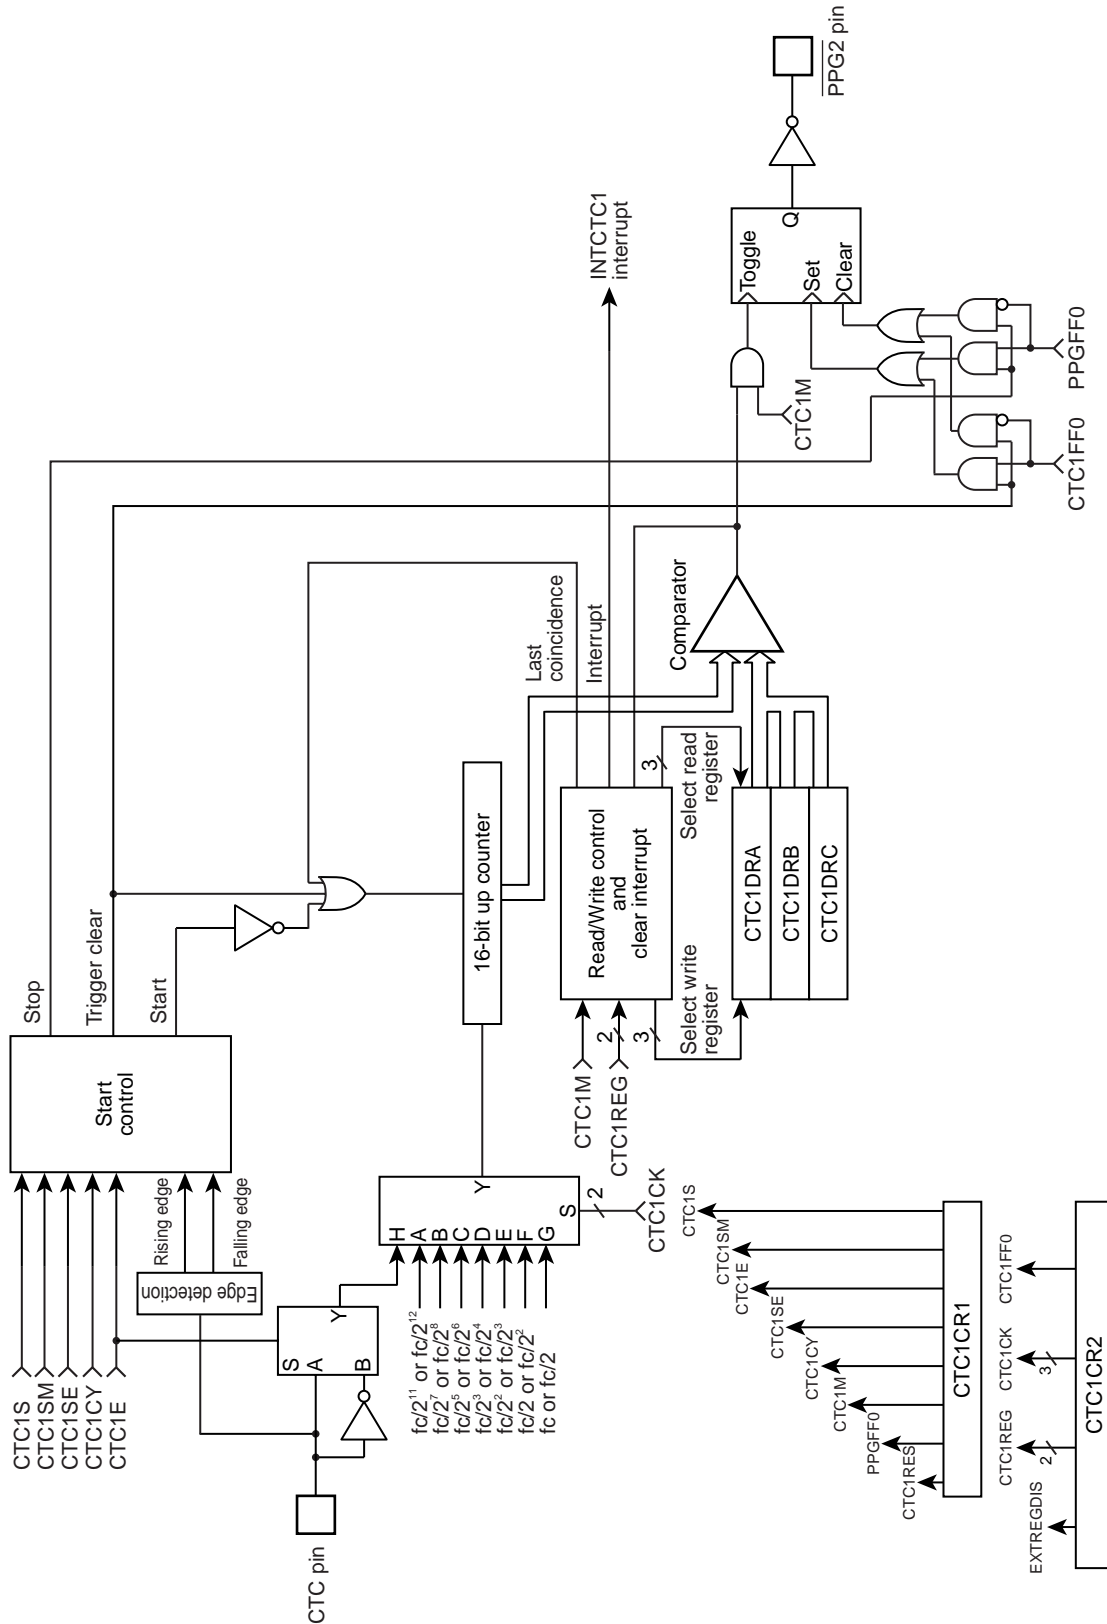 CTC1S
CTC1SM
CTC1SE
CTC1CY
CTC1E
Start
control
Stop
Trigger clear
Start
Rising edge
Falling edge
Edge detection
CTC pin
S
A
B
Y
H
A
B
C
D
E
F
G
Y
S
fc/2¹¹ or fc/2¹²
fc/2⁷ or fc/2⁸
fc/2⁵ or fc/2⁶
fc/2³ or fc/2⁴
fc/2² or fc/2³
fc/2 or fc/2²
fc or fc/2
2
CTC1CK
16-bit up counter
Last
coincidence
Interrupt
INTCTC1
interrupt
CTC1M
CTC1REG
2
3
Read/Write control
and
clear interrupt
3
Select write
register
Select read
register
CTC1DRA
CTC1DRB
CTC1DRC
Comparator
CTC1M
Toggle
Set
Clear
Q
PPG2 pin
CTC1FF0
PPGFF0
CTC1RES
PPGFF0
CTC1M
CTC1CY
CTC1SE
CTC1E
CTC1SM
CTC1S
CTC1CR1
EXTREGDIS
CTC1REG
2
CTC1CK
3
CTC1FF0
CTC1CR2